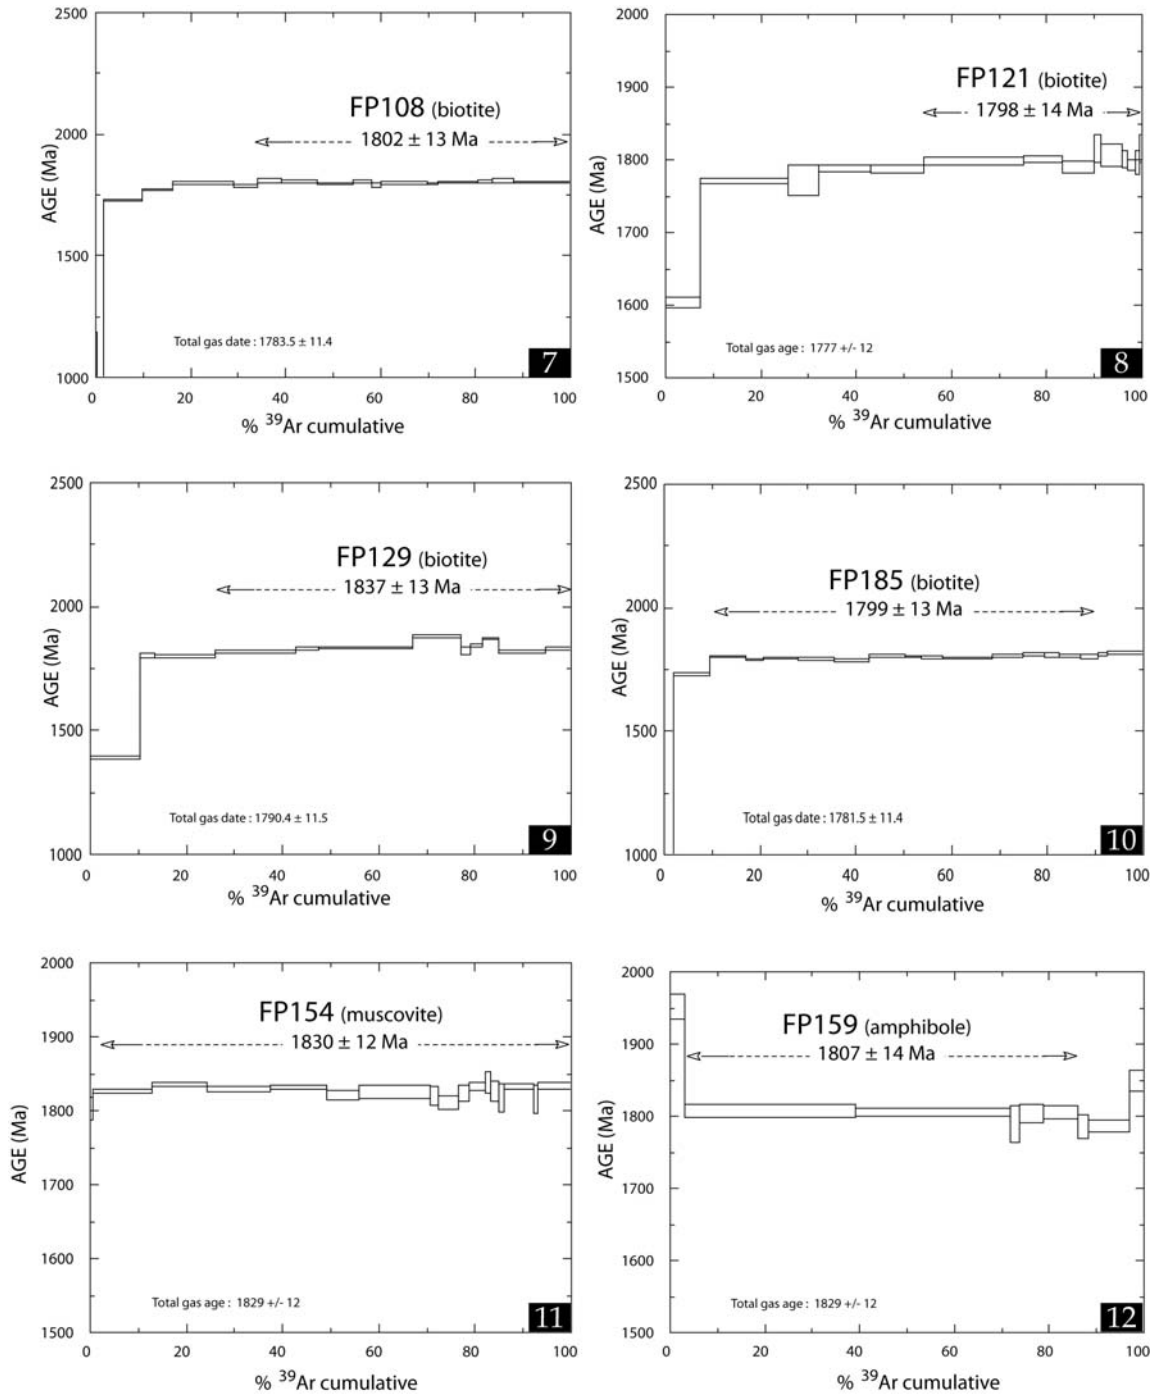 2500
2000
1500
1000
AGE (Ma)
FP108 (biotite)
1802 ± 13 Ma
Total gas date : 1783.5 ± 11.4
7
0 20 40 60 80 100
% ³⁹Ar cumulative
2000
1900
1800
1700
1600
1500
AGE (Ma)
FP121 (biotite)
1798 ± 14 Ma
Total gas age : 1777 +/- 12
8
0 20 40 60 80 100
% ³⁹Ar cumulative
2500
2000
1500
1000
AGE (Ma)
FP129 (biotite)
1837 ± 13 Ma
Total gas date : 1790.4 ± 11.5
9
0 20 40 60 80 100
% ³⁹Ar cumulative
2500
2000
1500
1000
AGE (Ma)
FP185 (biotite)
1799 ± 13 Ma
Total gas date : 1781.5 ± 11.4
10
0 20 40 60 80 100
% ³⁹Ar cumulative
2000
1900
1800
1700
1600
1500
AGE (Ma)
FP154 (muscovite)
1830 ± 12 Ma
Total gas age : 1829 +/- 12
11
0 20 40 60 80 100
% ³⁹Ar cumulative
2000
1900
1800
1700
1600
1500
AGE (Ma)
FP159 (amphibole)
1807 ± 14 Ma
Total gas age : 1829 +/- 12
12
0 20 40 60 80 100
% ³⁹Ar cumulative